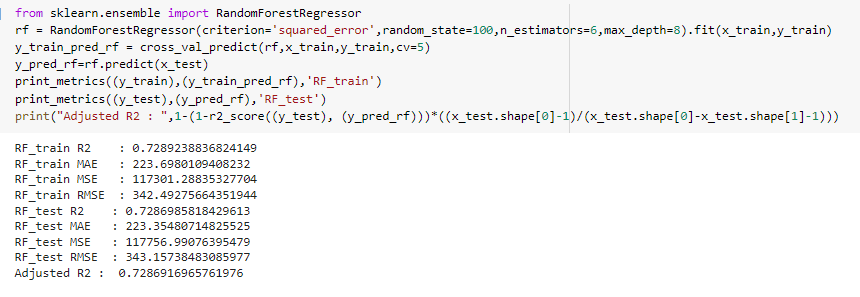 from sklearn.ensemble import RandomForestRegressor
rf = RandomForestRegressor(criterion='squared_error',random_state=100,n_estimators=6,max_depth=8).fit(x_train,y_train)
y_train_pred_rf = cross_val_predict(rf,x_train,y_train,cv=5)
y_pred_rf=rf.predict(x_test)
print_metrics((y_train),(y_train_pred_rf),'RF_train')
print_metrics((y_test),(y_pred_rf),'RF_test')
print("Adjusted R2 : ",1-(1-r2_score((y_test), (y_pred_rf)))*((x_test.shape[0]-1)/(x_test.shape[0]-x_test.shape[1]-1)))
RF_train R2    : 0.7289238836824149
RF_train MAE   : 223.6980109408232
RF_train MSE   : 117301.28835327704
RF_train RMSE  : 342.49275664351944
RF_test R2    : 0.7286985818429613
RF_test MAE   : 223.35480714825525
RF_test MSE   : 117756.99076395479
RF_test RMSE  : 343.15738483085977
Adjusted R2 :  0.7286916965761976